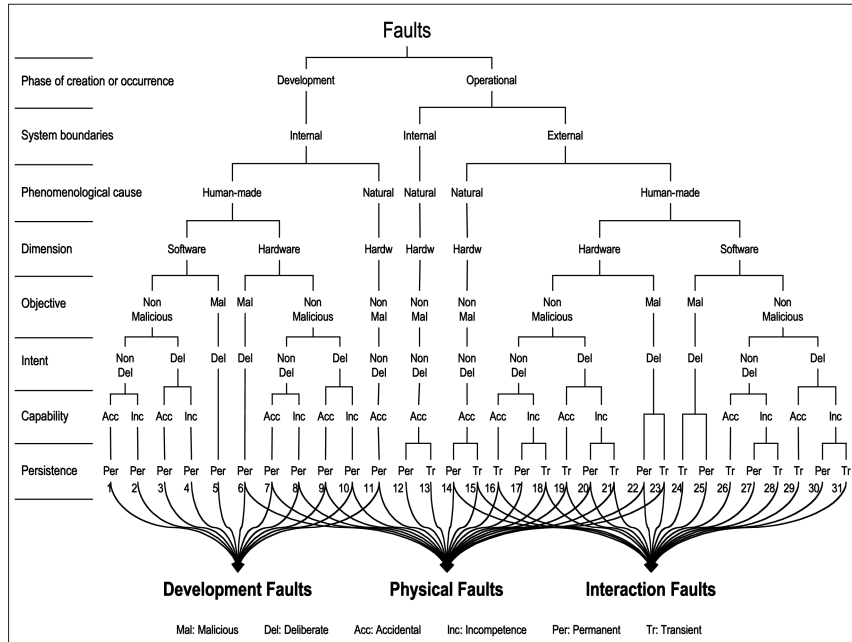 Faults
Phase of creation or occurrence Development Operational
System boundaries Internal Internal External
Phenomenological cause Human-made Natural Natural Natural Human-made
Dimension Software Hardware Hardw Hardw Hardw Hardware Software
Objective Non Mal Mal Non Non Non Non Non Mal Mal Non
Malicious Malicious Mal Mal Mal Malicious Malicious
Intent Non Del Del Del Non Del Non Non Non Non Del Del Del Non Del
Del Del Del Del Del Del Del
Capability Acc Inc Acc Inc Acc Inc Acc Inc Acc Acc Acc Acc Inc Acc Inc Acc Inc Acc Inc
Persistence Per Per Per Per Per Per Per Per Per Per Per Per Tr Per Tr Tr Per Tr Tr Per Tr Per Tr Tr Per Tr Per Tr Tr Per Tr
1 2 3 4 5 6 7 8 9 10 11 12 13 14 15 16 17 18 19 20 21 22 23 24 25 26 27 28 29 30 31
Development Faults Physical Faults Interaction Faults
Mal: Malicious Del: Deliberate Acc: Accidental Inc: Incompetence Per: Permanent Tr: Transient